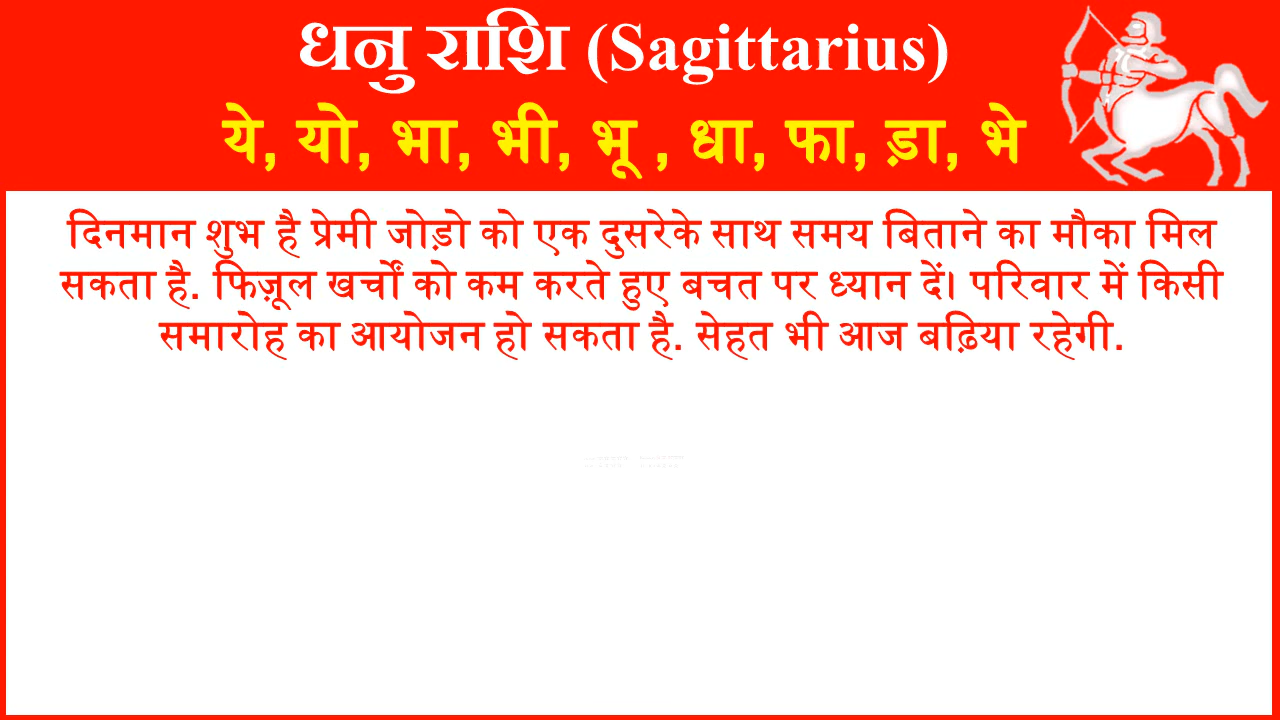 धनु राशि (Sagittarius)
ये, यो, भा, भी, भू , धा, फा, ड़ा, भे
दिनमान शुभ है प्रेमी जोड़ो को एक दुसरेके साथ समय बिताने का मौका मिल
सकता है. फिज़ूल खर्चों को कम करते हुए बचत पर ध्यान दें। परिवार में किसी
समारोह का आयोजन हो सकता है. सेहत भी आज बढ़िया रहेगी.